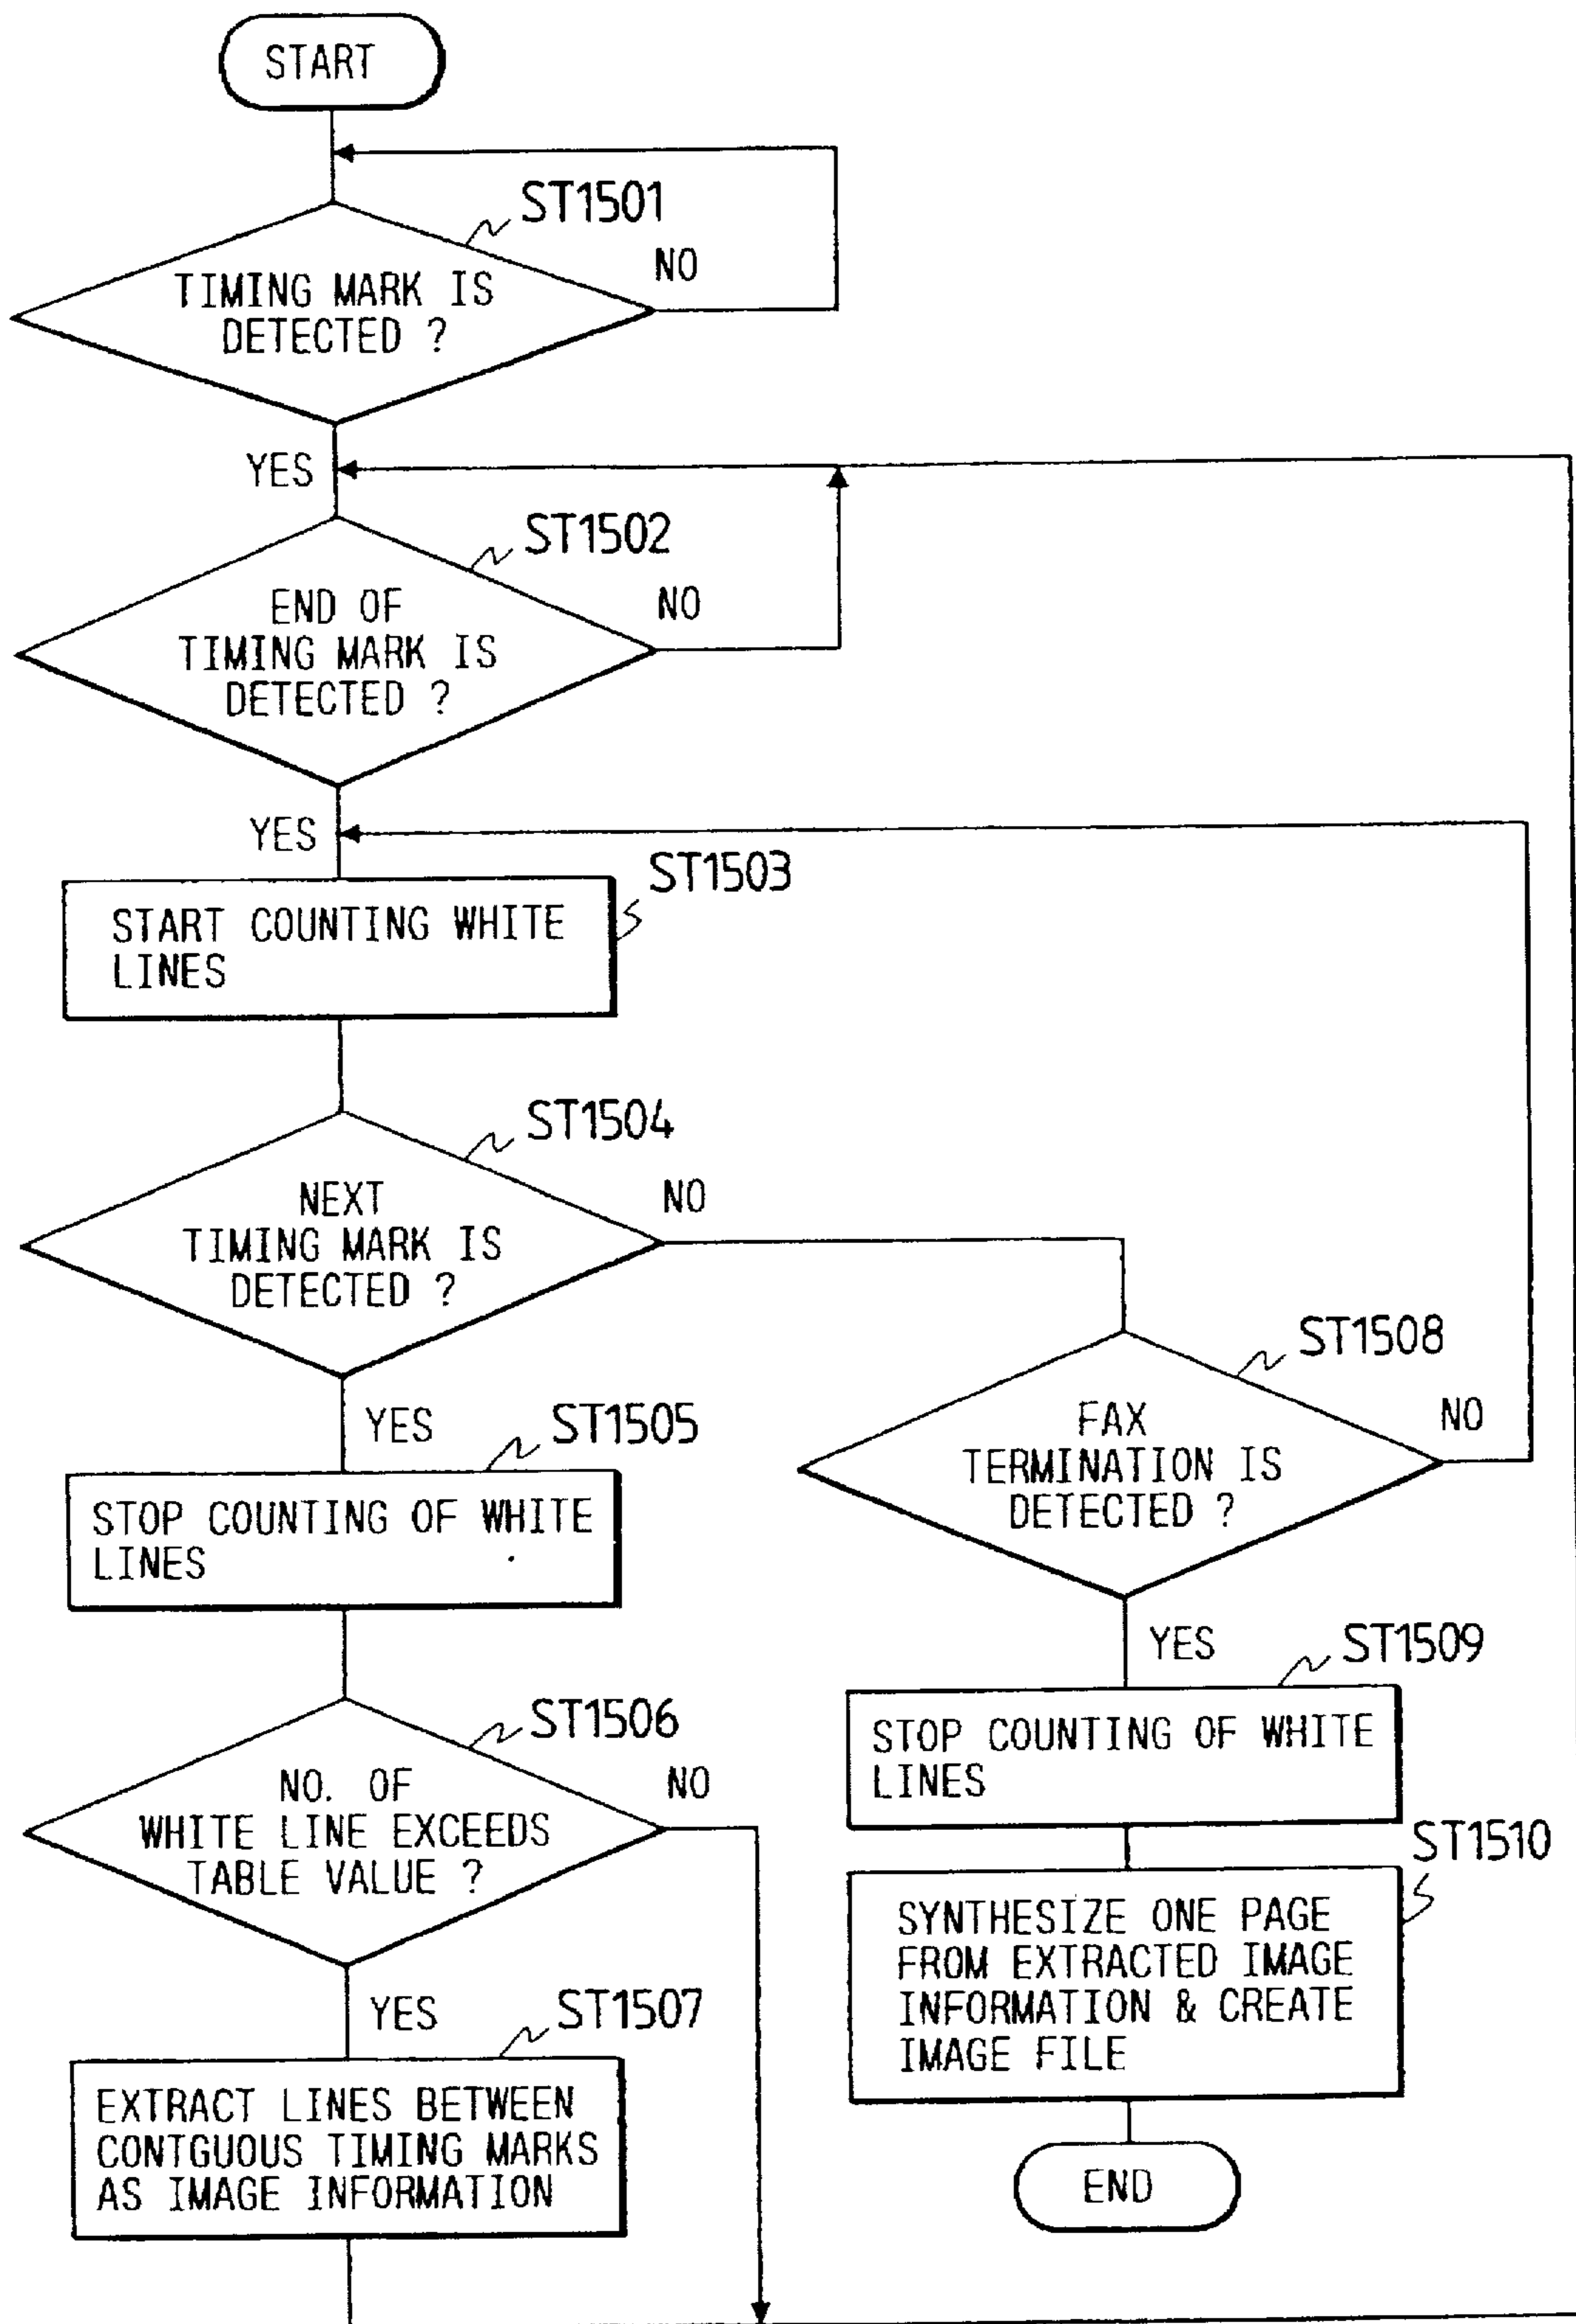 START
ST1501
NO
TIMING MARK IS
DETECTED ?
YES
ST1502
NO
END OF
TIMING MARK IS
DETECTED ?
YES
ST1503
START COUNTING WHITE
LINES
ST1504
NO
NEXT
TIMING MARK IS
DETECTED ?
YES
ST1505
STOP COUNTING OF WHITE
LINES
ST1506
NO
NO. OF
WHITE LINE EXCEEDS
TABLE VALUE ?
YES
ST1507
EXTRACT LINES BETWEEN
CONTGUOUS TIMING MARKS
AS IMAGE INFORMATION
ST1508
NO
FAX
TERMINATION IS
DETECTED ?
YES
ST1509
STOP COUNTING OF WHITE
LINES
ST1510
SYNTHESIZE ONE PAGE
FROM EXTRACTED IMAGE
INFORMATION & CREATE
IMAGE FILE
END